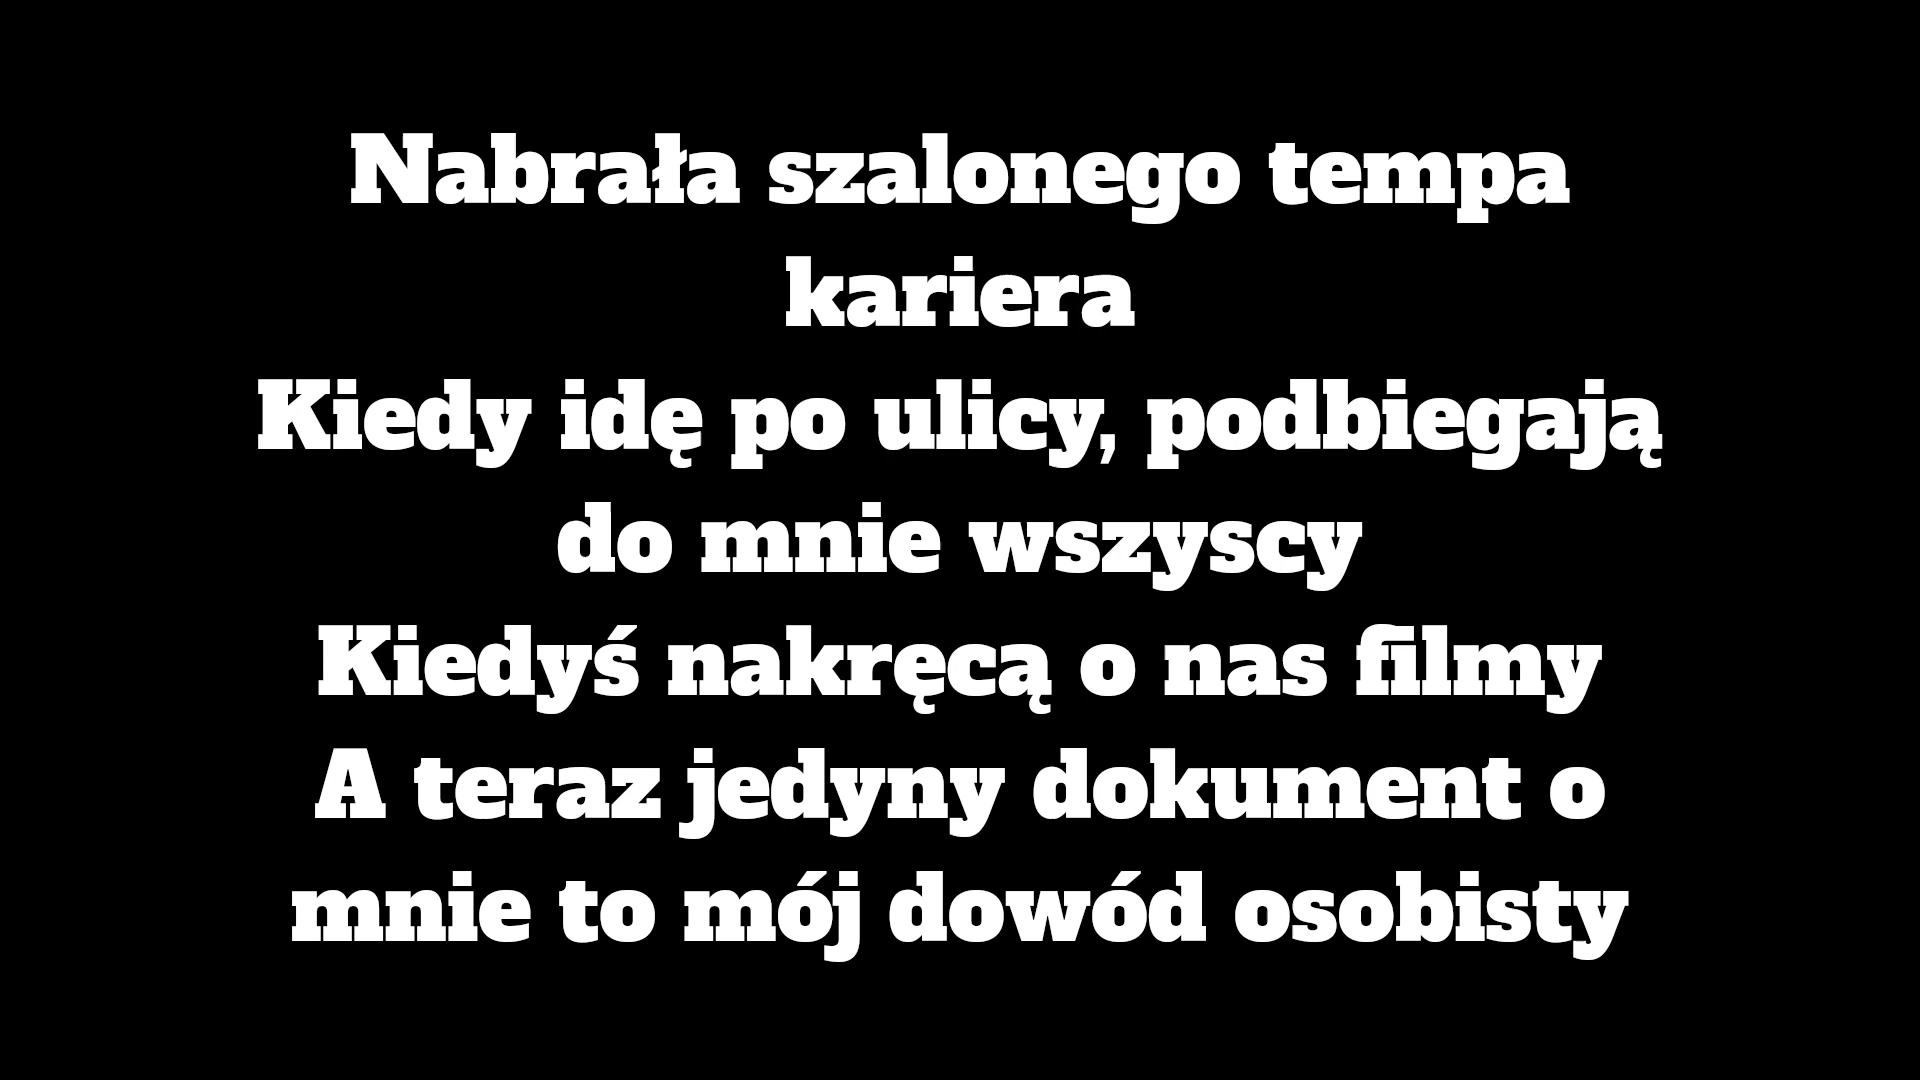 Nabrała szalonego tempa
kariera
Kiedy idę po ulicy, podbiegają
do mnie wszyscy
Kiedyś nakręcą o nas filmy
A teraz jedyny dokument o
mnie to mój dowód osobisty